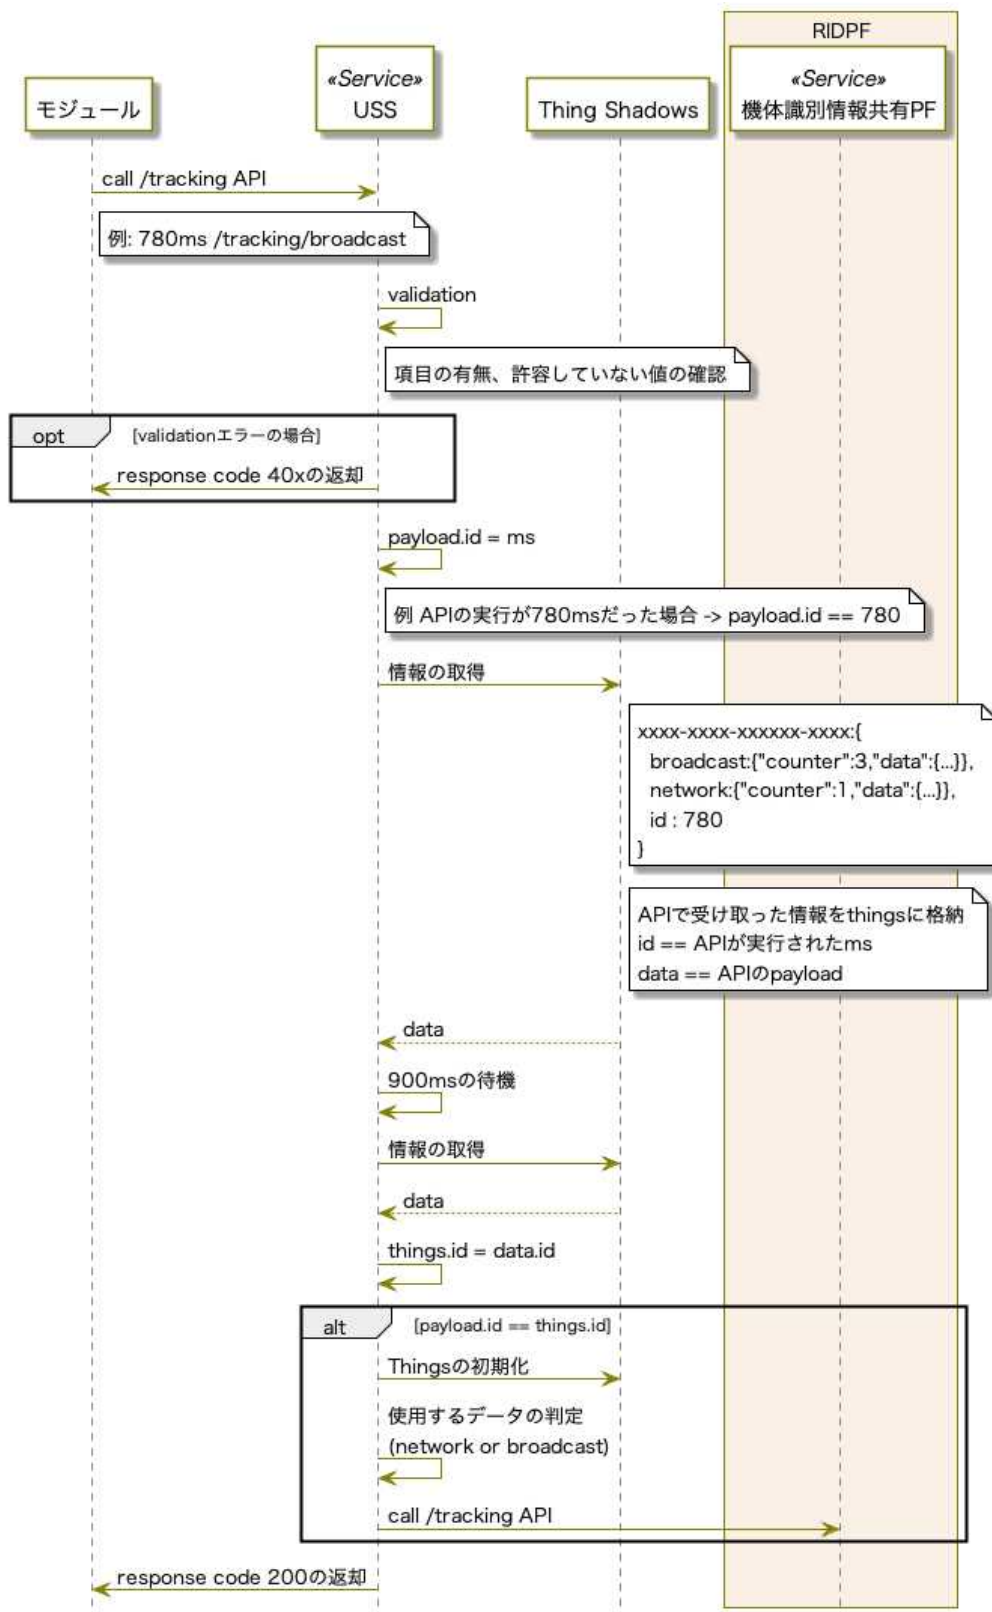 RIDPF
モジュール
«Service»
USS
Thing Shadows
«Service»
機体識別情報共有PF
call /tracking API
例: 780ms /tracking/broadcast
validation
項目の有無、許容していない値の確認
opt
[validationエラーの場合]
response code 40xの返却
payload.id = ms
例 APIの実行が780msだった場合 -> payload.id == 780
情報の取得
xxxx-xxxx-xxxxxx-xxxx:{
broadcast:{"counter":3,"data":{...}},
network:{"counter":1,"data":{...}},
id : 780
}
APIで受け取った情報をthingsに格納
id == APIが実行されたms
data == APIのpayload
data
900msの待機
情報の取得
data
things.id = data.id
alt
[payload.id == things.id]
Thingsの初期化
使用するデータの判定
(network or broadcast)
call /tracking API
response code 200の返却